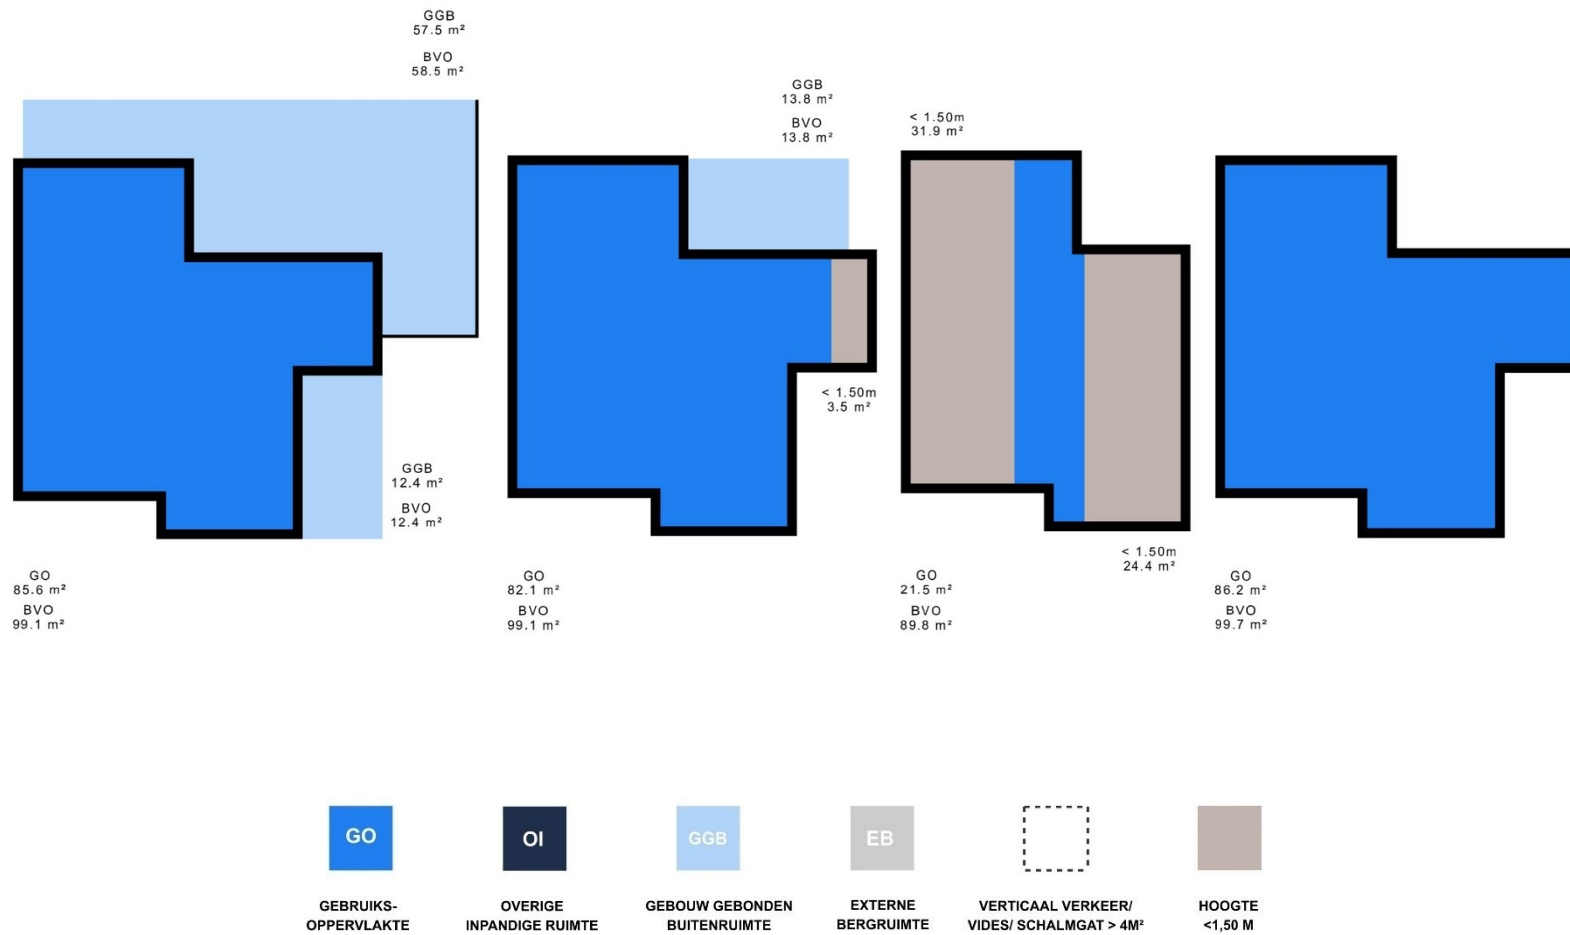 GGB
57.5 m²
BVO
58.5 m²
GGB
13.8 m²
BVO
13.8 m²
< 1.50m
31.9 m²
< 1.50m
3.5 m²
GGB
12.4 m²
BVO
12.4 m²
< 1.50m
24.4 m²
GO
85.6 m²
BVO
99.1 m²
GO
82.1 m²
BVO
99.1 m²
GO
21.5 m²
BVO
89.8 m²
GO
86.2 m²
BVO
99.7 m²
GO
GEBRUIKS-
OPPERVLAKTE
OI
OVERIGE
INPANDIGE RUIMTE
GGB
GEBOUW GEBONDEN
BUITENRUIMTE
EB
EXTERNE
BERGRUIMTE
VERTICAAL VERKEER/
VIDES/ SCHALMGAT > 4M²
HOOGTE
<1,50 M